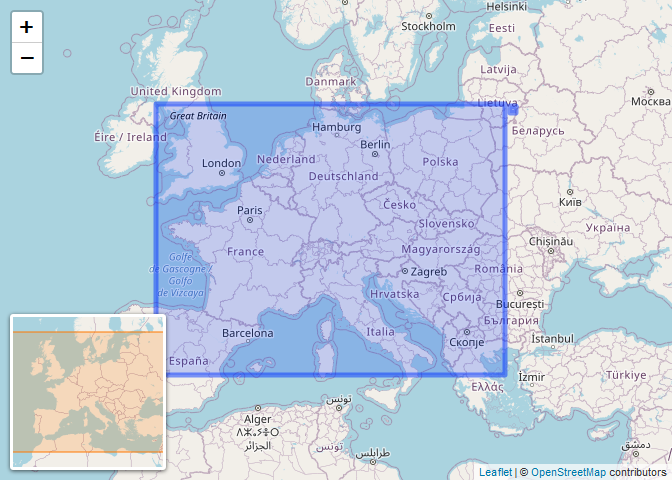 +
−
Helsinki
Stockholm
Eesti
Latvija
Danmark
United Kingdom
Москва
Lietuva
Great Britain
Éire / Ireland
Hamburg
Беларусь
Berlin
London
Nederland
Polska
Deutschland
Київ
Česko
Paris
Slovensko
Україна
Chișinău
France
Magyarország
Golfe
de Gascogne /
Golfo
de Vizcaya
Zagreb
România
Hrvatska
Србија
București
България
Barcelona
Italia
Скопје
İstanbul
España
İzmir
Türkiye
Ελλάς
تونس
Alger
ⴷⵣⴰⵢⵔ
الجزائر
تونس
طرابلس
دمشق
Leaflet | © OpenStreetMap contributors